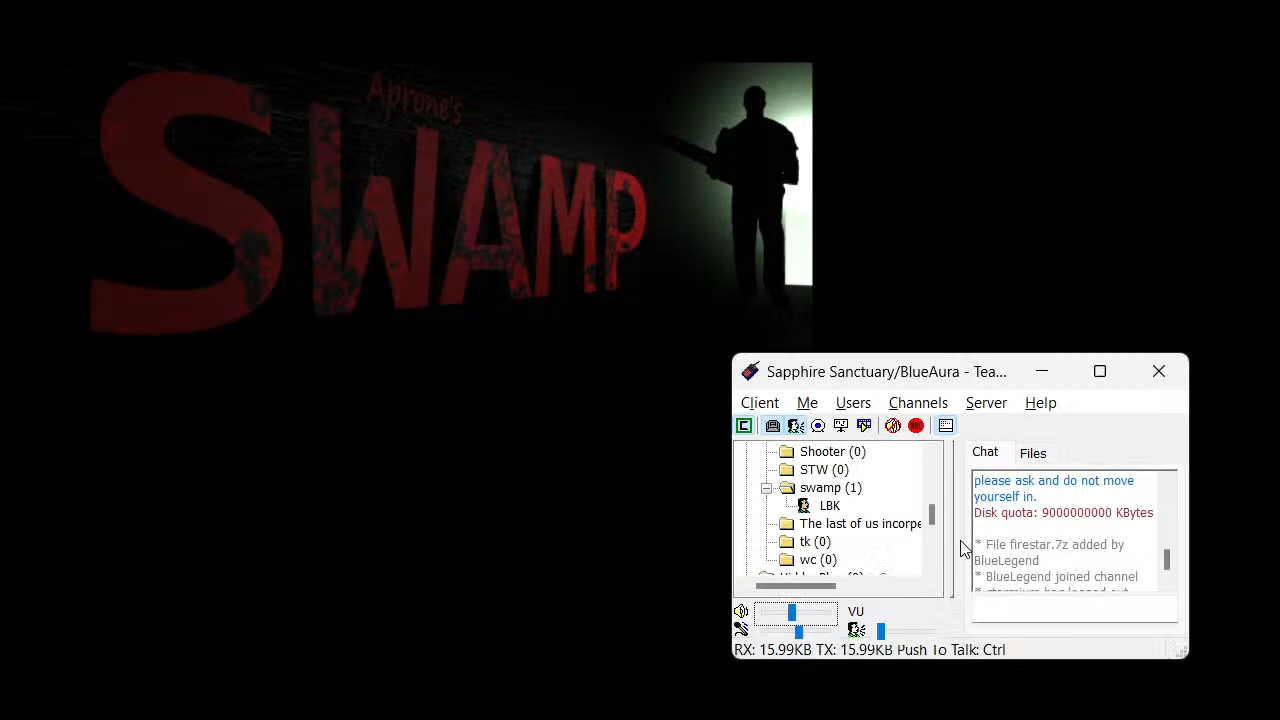 Aprone's
SWAMP
Sapphire Sanctuary/BlueAura - Tea...
Client Me Users Channels Server Help
Shooter (0)
STW (0)
swamp (1)
LBK
The last of us incorpe
tk (0)
wc (0)
Chat Files
please ask and do not move
yourself in.
Disk quota: 9000000000 KBytes
* File firestar.7z added by
BlueLegend
* BlueLegend joined channel
VU
RX: 15.99KB TX: 15.99KB Push To Talk: Ctrl